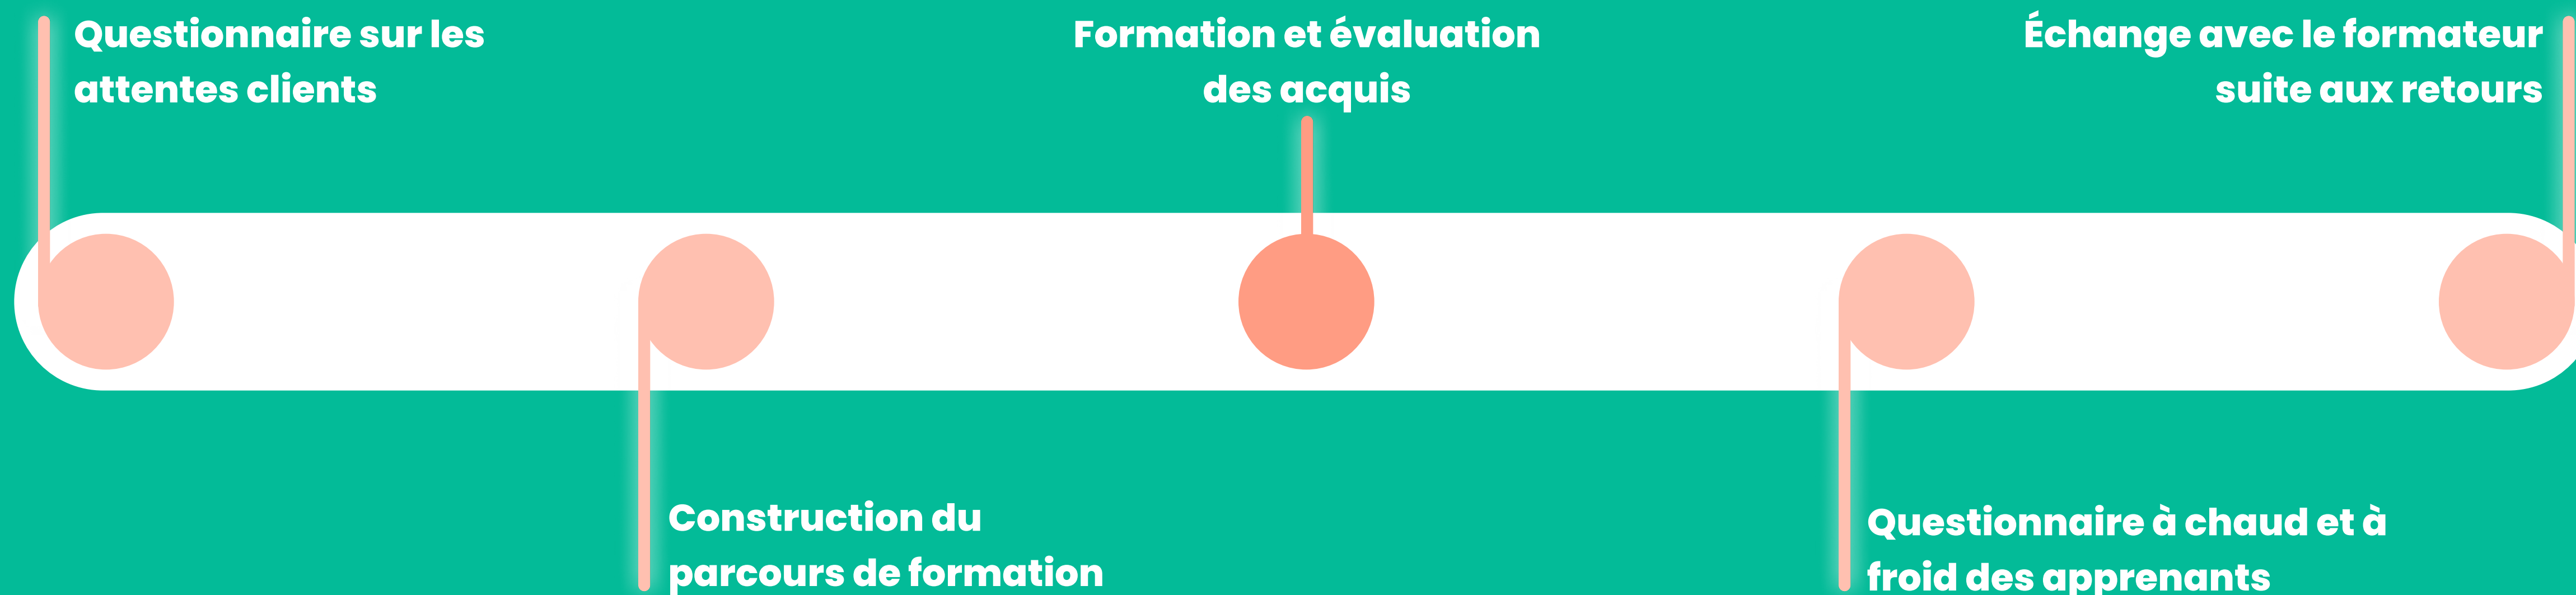 Questionnaire sur les
attentes clients
Construction du
parcours de formation
Formation et évaluation
des acquis
Questionnaire à chaud et à
froid des apprenants
Échange avec le formateur
suite aux retours